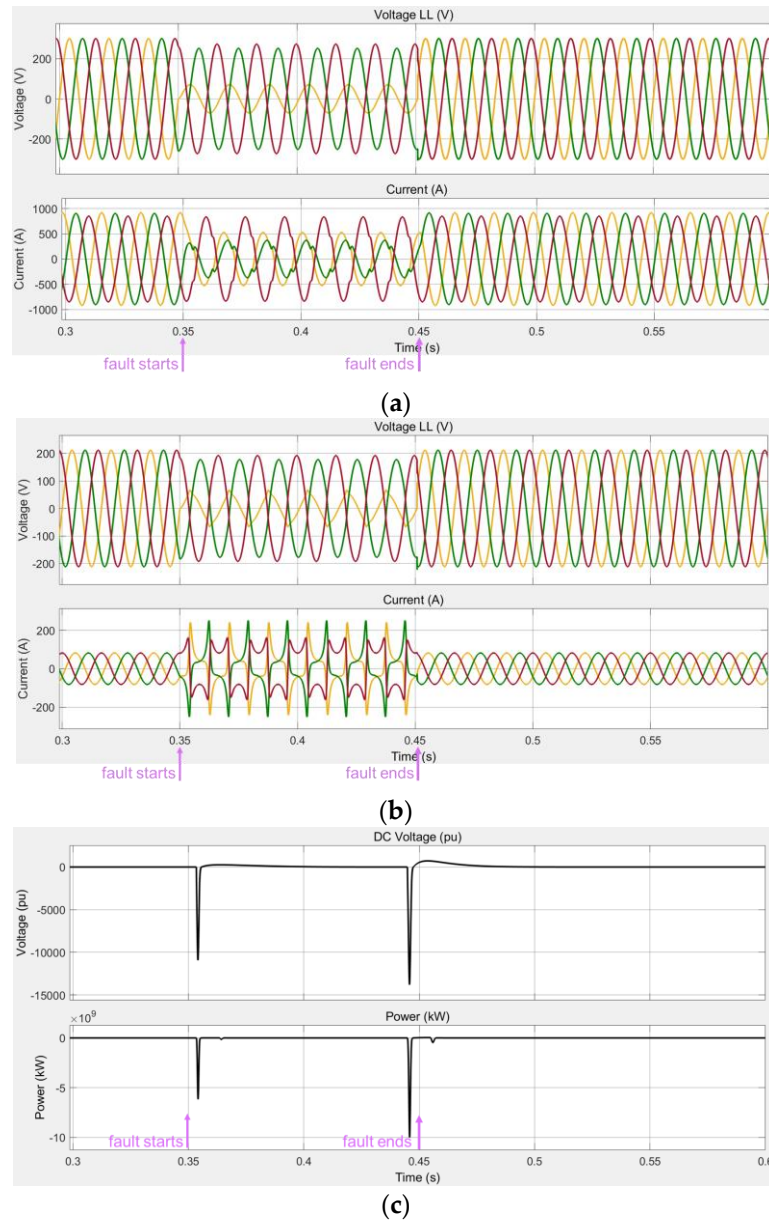 Voltage LL (V)
Voltage (V)
200
0
-200
Current (A)
Current (A)
1000
500
0
-500
-1000
0.3 0.35 0.4 0.45 0.5 0.55
Time (s)
fault starts fault ends
(a)
Voltage LL (V)
Voltage (V)
200
100
0
-100
-200
Current (A)
Current (A)
200
0
-200
0.3 0.35 0.4 0.45 0.5 0.55
Time (s)
fault starts fault ends
(b)
DC Voltage (pu)
Voltage (pu)
0
-5000
-10000
-15000
×10⁹
Power (kW)
Power (kW)
0
-5
-10
fault starts fault ends
0.3 0.35 0.4 0.45 0.5 0.55 0.6
Time (s)
(c)